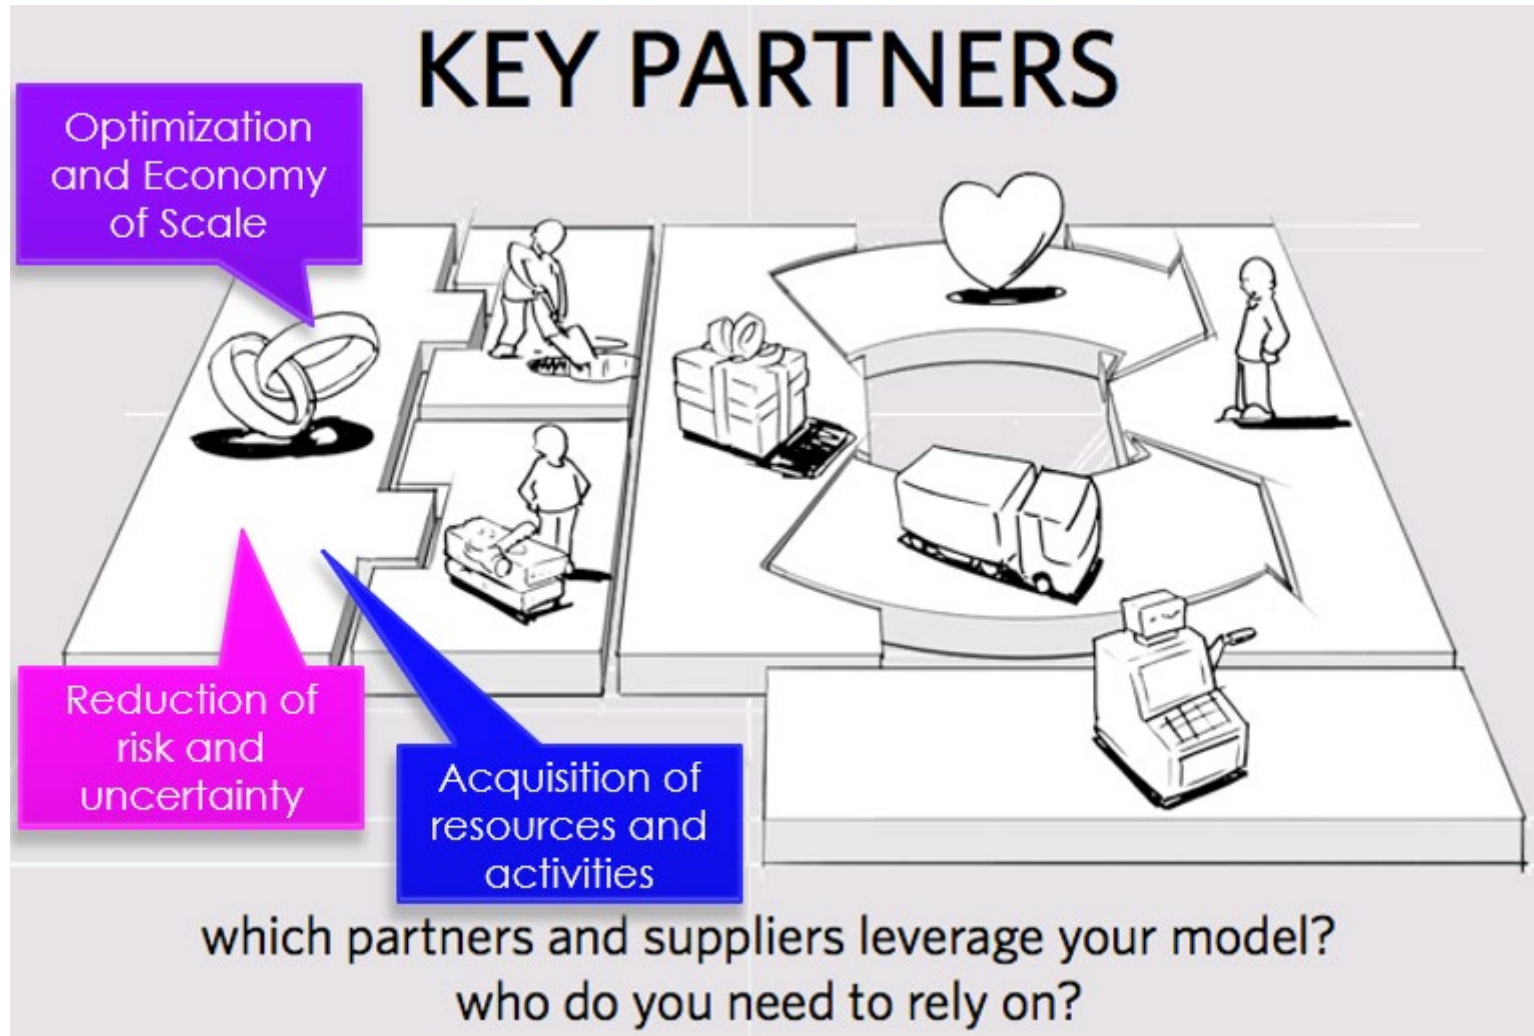 KEY PARTNERS
Optimization
and Economy
of Scale
Reduction of
risk and
uncertainty
Acquisition of
resources and
activities
which partners and suppliers leverage your model?
who do you need to rely on?